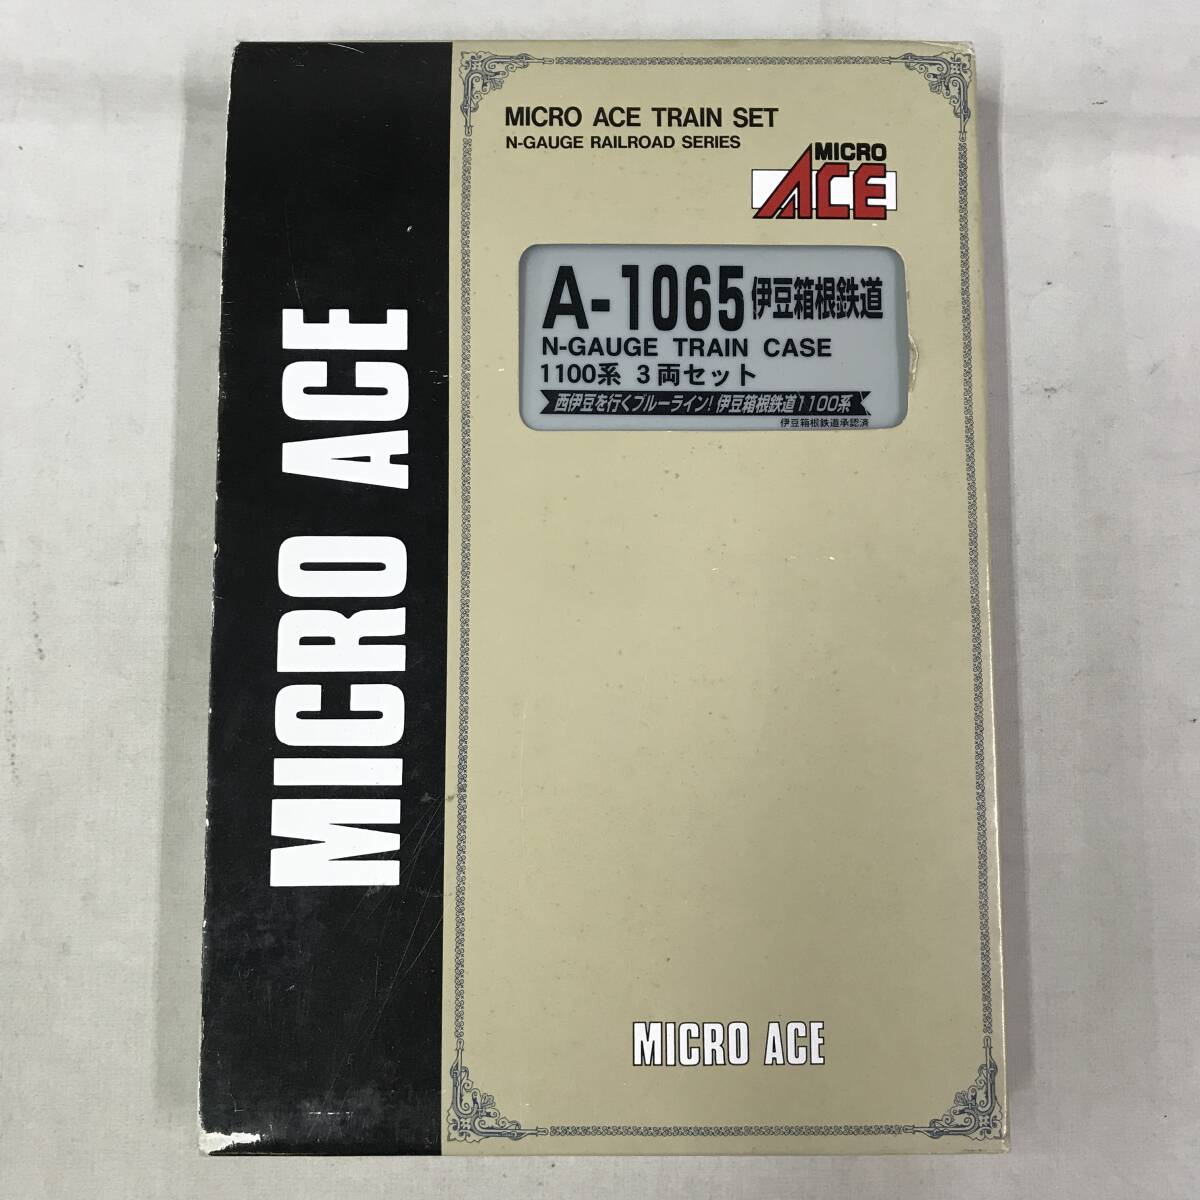 MICRO ACE
MICRO ACE TRAIN SET
N-GAUGE RAILROAD SERIES
MICRO
ACE
A-1065 伊豆箱根鉄道
N-GAUGE TRAIN CASE
1100系 3両セット
西伊豆を行くブルーライン! 伊豆箱根鉄道1100系
伊豆箱根鉄道承認済
MICRO ACE